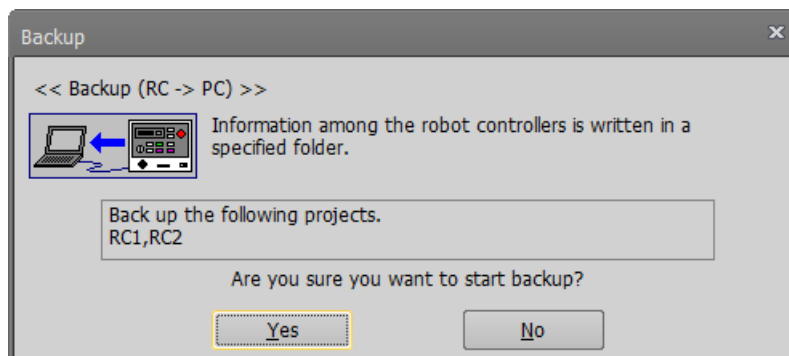 Backup
<< Backup (RC -> PC) >>
Information among the robot controllers is written in a
specified folder.
Back up the following projects.
RC1,RC2
Are you sure you want to start backup?
Yes
No